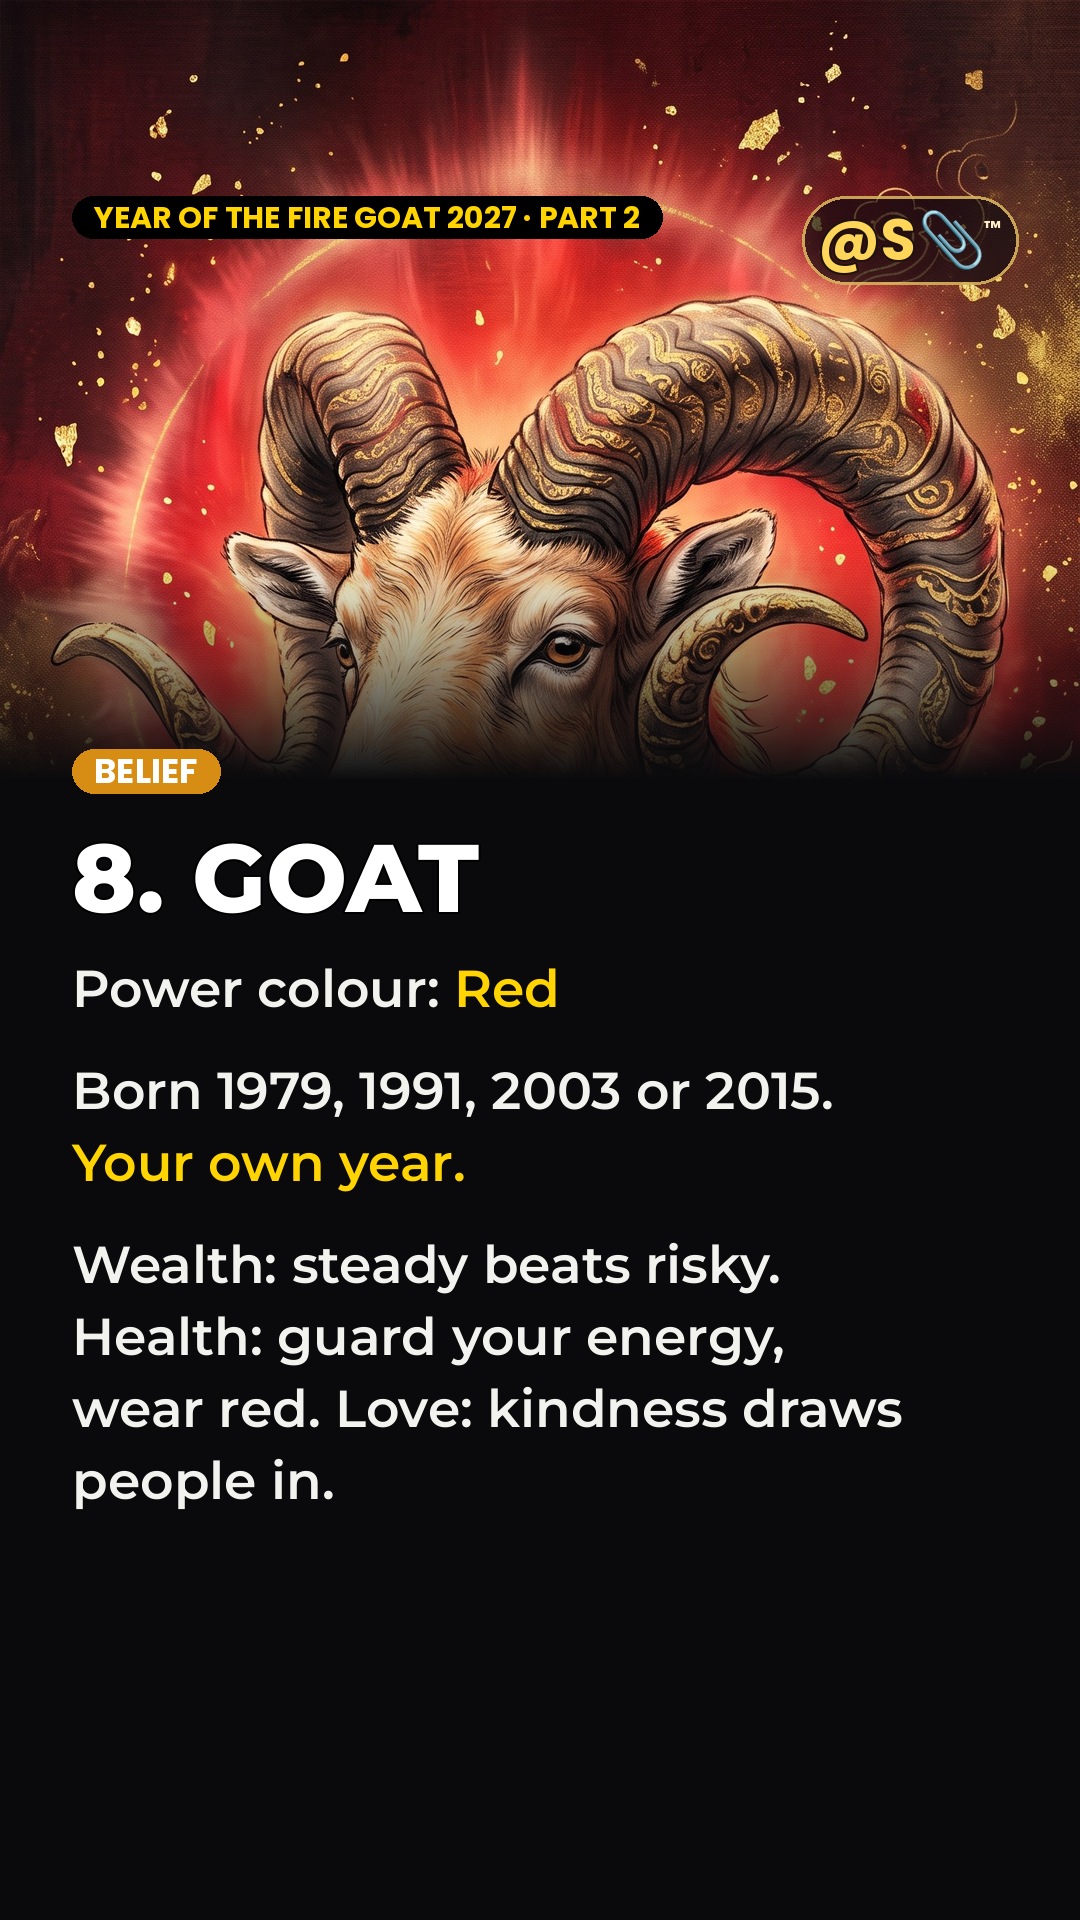 YEAR OF THE FIRE GOAT 2027 · PART 2
@S📎™
BELIEF
8. GOAT
Power colour: Red
Born 1979, 1991, 2003 or 2015.
Your own year.
Wealth: steady beats risky.
Health: guard your energy,
wear red. Love: kindness draws
people in.